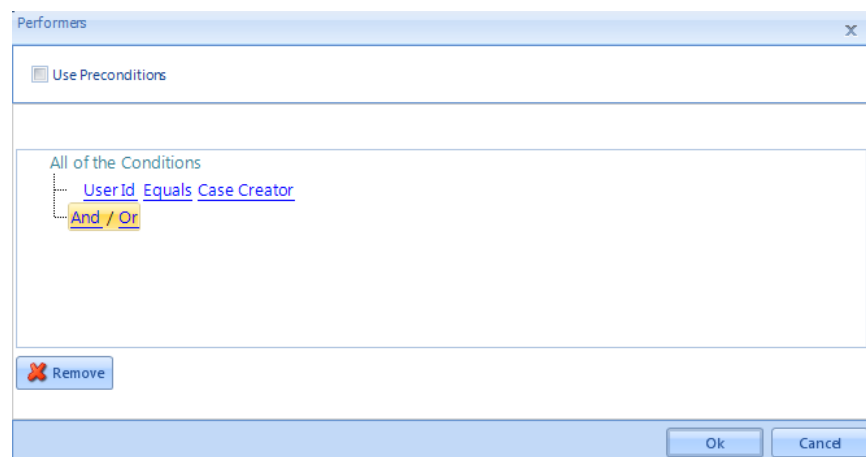 Performers
x
Use Preconditions
All of the Conditions
User Id Equals Case Creator
And / Or
Remove
Ok Cancel